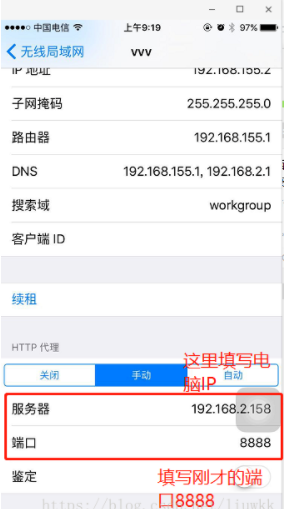 中国电信 上午9:19 97%
无线局域网 vvv
IP 地址 192.168.155.2
子网掩码 255.255.255.0
路由器 192.168.155.1
DNS 192.168.155.1, 192.168.2.1
搜索域 workgroup
客户端 ID
续租
HTTP 代理
这里填写电
脑IP
关闭 手动 自动
服务器 192.168.2.158
端口 8888
鉴定
填写刚才的端
口8888